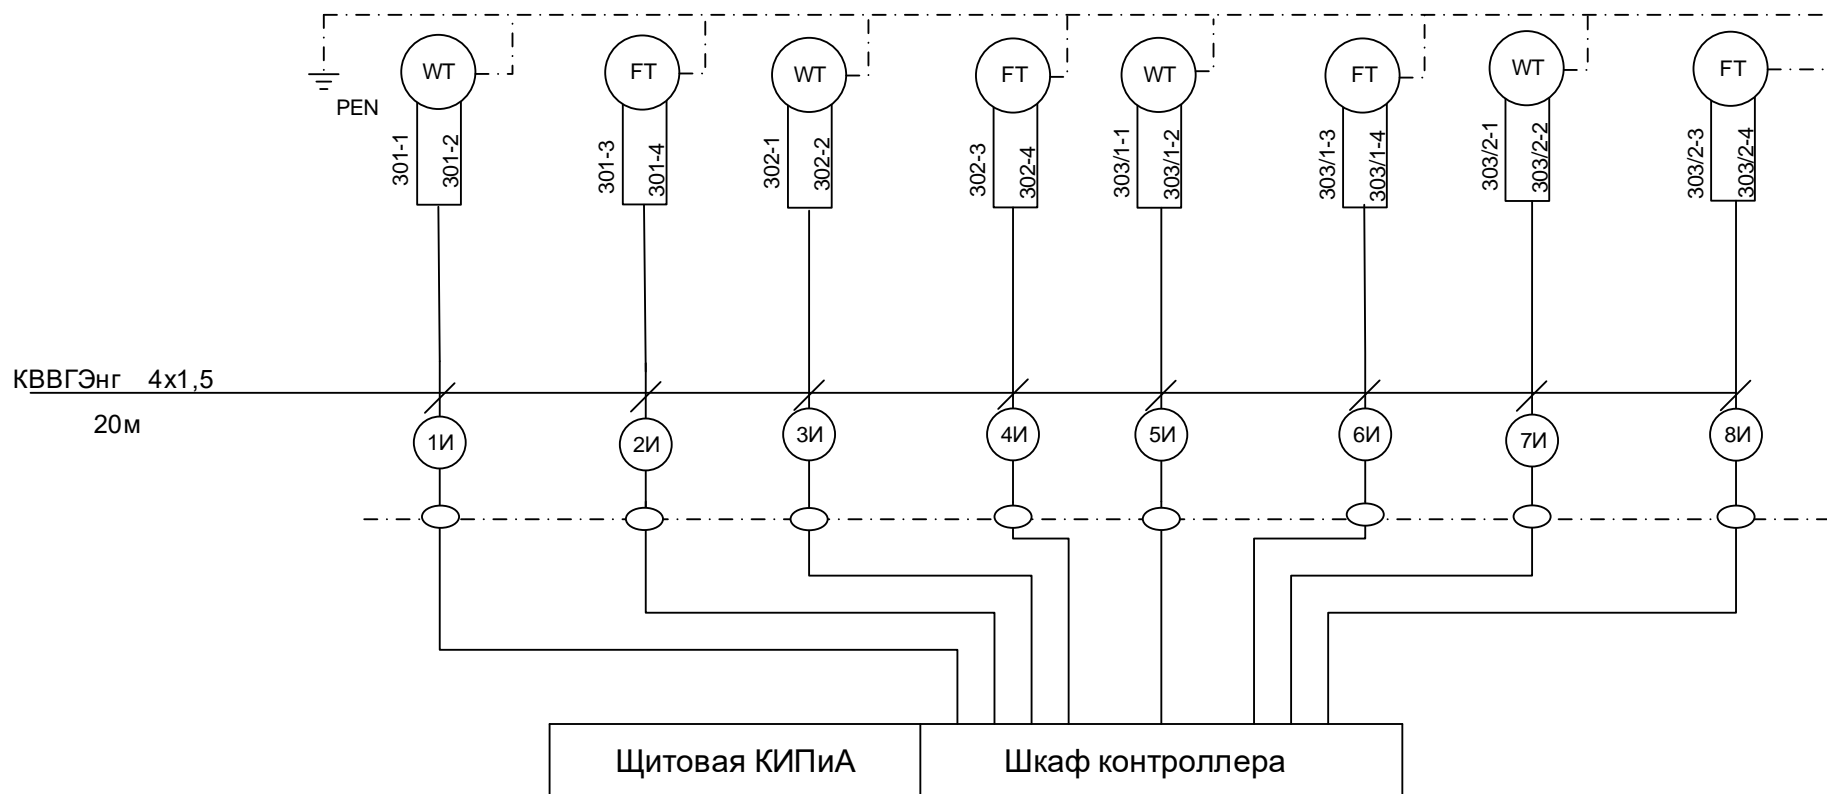 WT FT WT FT WT FT WT FT
PEN
301-1 301-2 301-3 301-4 302-1 302-2 302-3 302-4 303/1-1 303/1-2 303/1-3 303/1-4 303/2-1 303/2-2 303/2-3 303/2-4
КВВГЭнг 4х1,5
20м
1И 2И 3И 4И 5И 6И 7И 8И
Щитовая КИПиА Шкаф контроллера